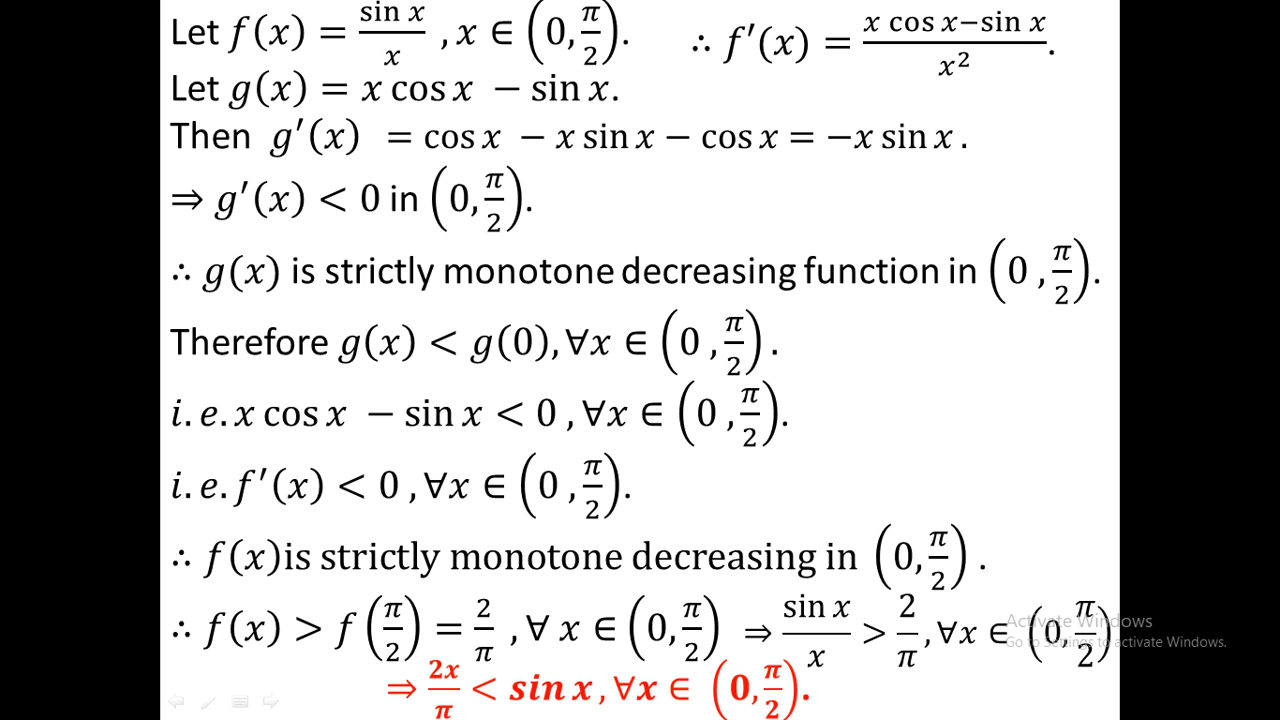 Let f(x) = sin x / x , x ∈ (0, π/2). ∴ f′(x) = (x cos x−sin x) / x².
Let g(x) = x cos x − sin x.
Then g′(x) = cos x − x sin x − cos x = −x sin x .
⇒ g′(x) < 0 in (0, π/2).
∴ g(x) is strictly monotone decreasing function in (0 , π/2).
Therefore g(x) < g(0), ∀x ∈ (0 , π/2) .
i. e. x cos x − sin x < 0 , ∀x ∈ (0 , π/2).
i. e. f′(x) < 0 , ∀x ∈ (0 , π/2).
∴ f(x)is strictly monotone decreasing in (0, π/2) .
∴ f(x) > f(π/2) = 2/π , ∀ x ∈ (0, π/2) ⇒ sin x / x > 2/π , ∀x ∈ (0, π/2)
Activate Windows
Go to Settings to activate Windows.
⇒ 2x/π < sin x , ∀x ∈ (0, π/2).